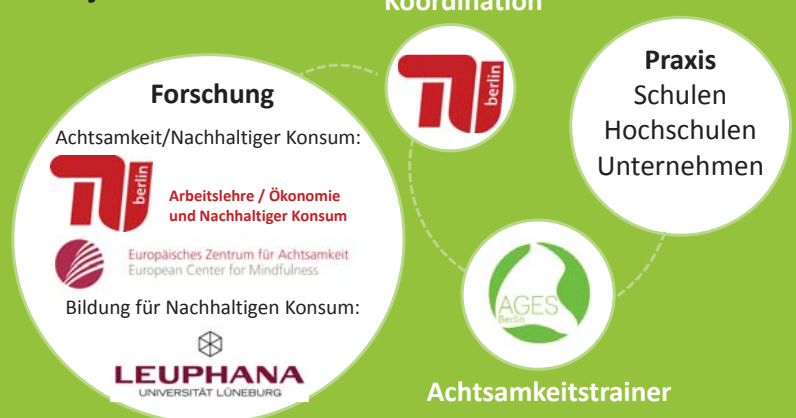 Koordination
berlin
Forschung
Achtsamkeit/Nachhaltiger Konsum:
berlin
Arbeitslehre / Ökonomie
und Nachhaltiger Konsum
Europäisches Zentrum für Achtsamkeit
European Center for Mindfulness
Bildung für Nachhaltigen Konsum:
LEUPHANA
UNIVERSITÄT LÜNEBURG
Praxis
Schulen
Hochschulen
Unternehmen
AGES
Berlin
Achtsamkeitstrainer